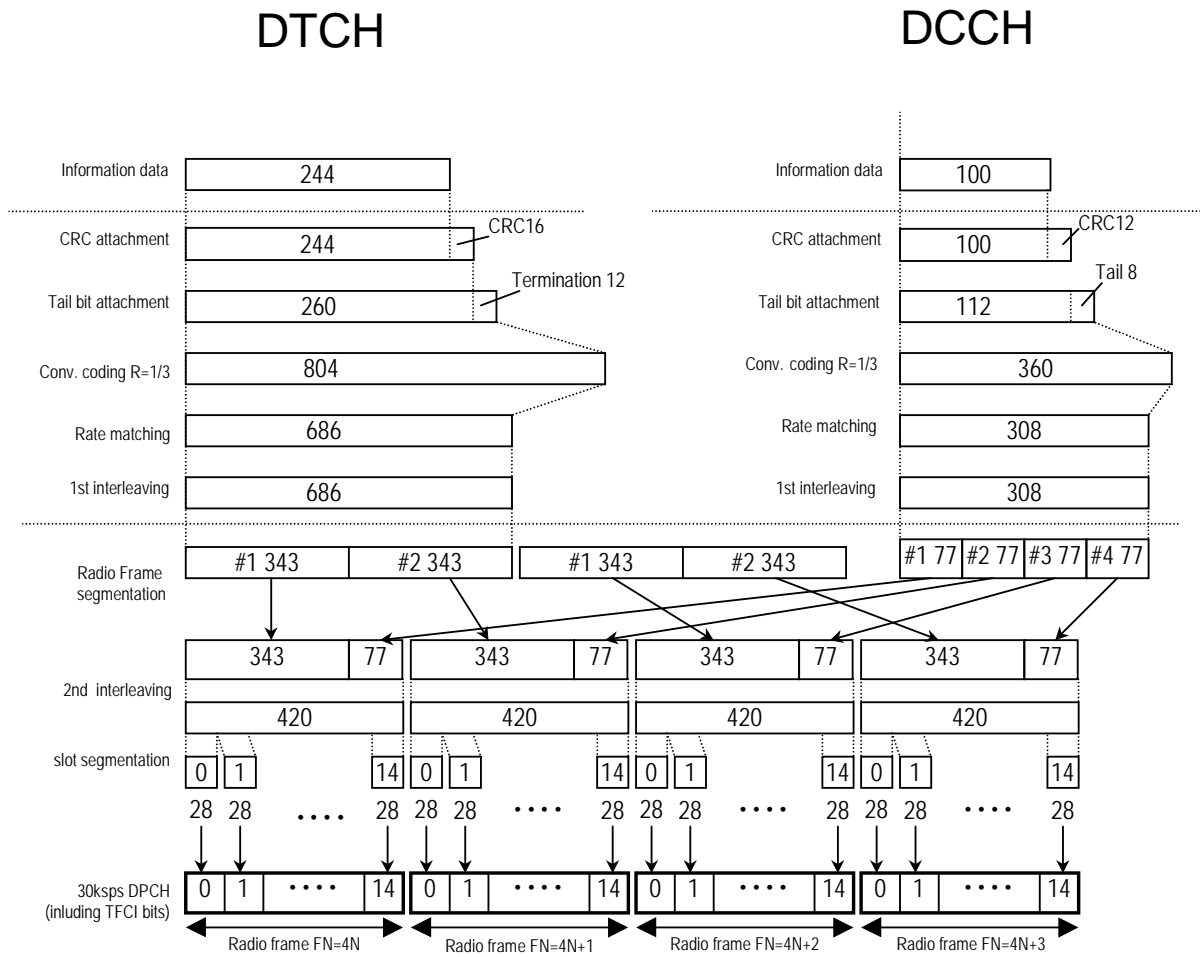 DTCH DCCH
Information data 244 100
CRC16 CRC12
CRC attachment 244 CRC attachment 100
Termination 12 Tail 8
Tail bit attachment 260 Tail bit attachment 112
Conv. coding R=1/3 804 Conv. coding R=1/3 360
Rate matching 686 Rate matching 308
1st interleaving 686 1st interleaving 308
Radio Frame
segmentation
#1 343 #2 343 #1 343 #2 343 #1 77 #2 77 #3 77 #4 77
343 77 343 77 343 77 343 77
2nd interleaving
420 420 420 420
slot segmentation
0 1 14 0 1 14 0 1 14 0 1 14
28 28 •••• 28 28 28 •••• 28 28 28 •••• 28 28 28 •••• 28
30ksps DPCH
(inluding TFCI bits)
0 1 •••• 14 0 1 •••• 14 0 1 •••• 14 0 1 •••• 14
Radio frame FN=4N Radio frame FN=4N+1 Radio frame FN=4N+2 Radio frame FN=4N+3